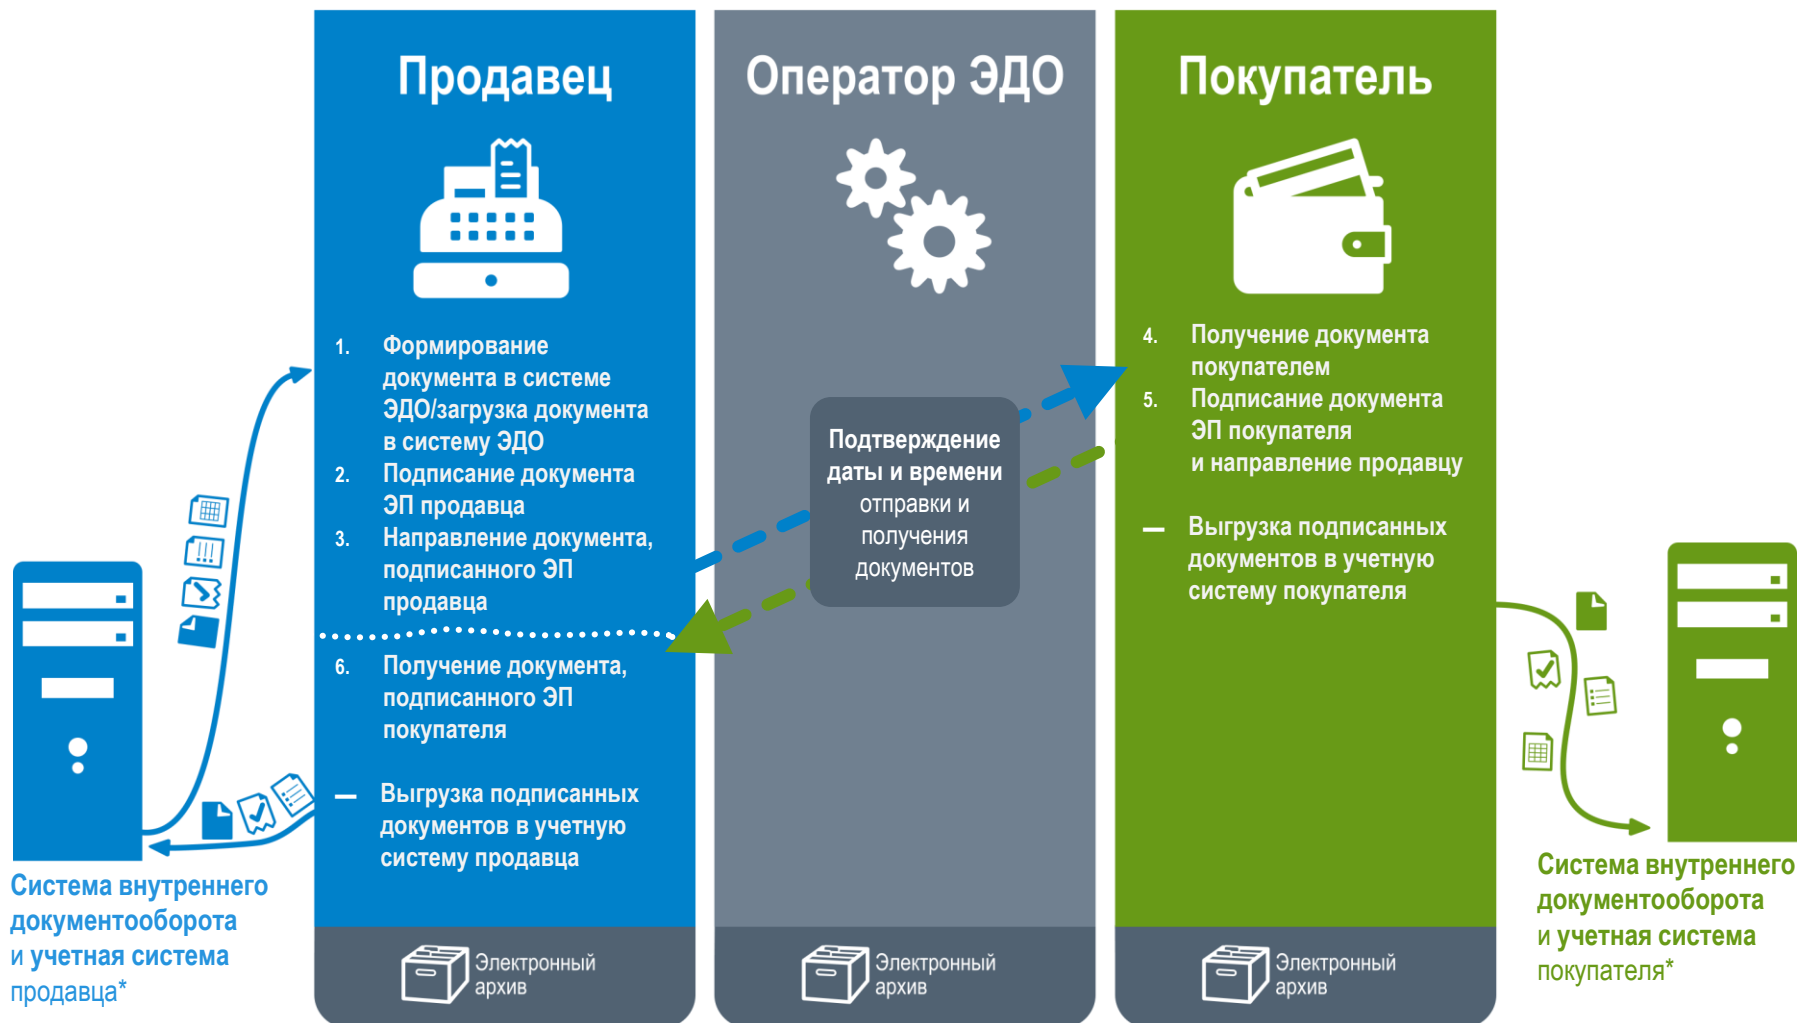 Продавец
1. Формирование
документа в системе
ЭДО/загрузка документа
в систему ЭДО
2. Подписание документа
ЭП продавца
3. Направление документа,
подписанного ЭП
продавца
6. Получение документа,
подписанного ЭП
покупателя
— Выгрузка подписанных
документов в учетную
систему продавца
Электронный
архив
Оператор ЭДО
Подтверждение
даты и времени
отправки и
получения
документов
Электронный
архив
Покупатель
4. Получение документа
покупателем
5. Подписание документа
ЭП покупателя
и направление продавцу
— Выгрузка подписанных
документов в учетную
систему покупателя
Электронный
архив
Система внутреннего
документооборота
и учетная система
продавца*
Система внутреннего
документооборота
и учетная система
покупателя*